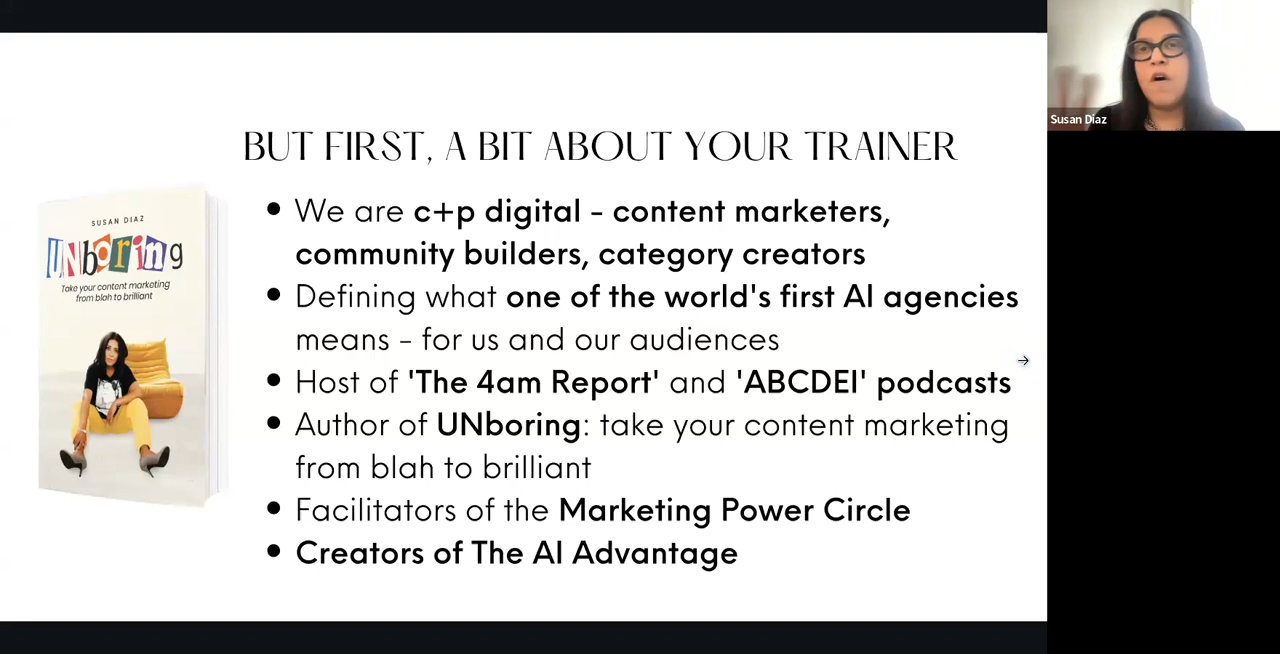 BUT FIRST, A BIT ABOUT YOUR TRAINER
SUSAN DIAZ
UNboring
Take your content marketing
from blah to brilliant
• We are c+p digital - content marketers,
community builders, category creators
• Defining what one of the world's first AI agencies
means - for us and our audiences
• Host of 'The 4am Report' and 'ABCDEI' podcasts
• Author of UNboring: take your content marketing
from blah to brilliant
• Facilitators of the Marketing Power Circle
• Creators of The AI Advantage
Susan Diaz